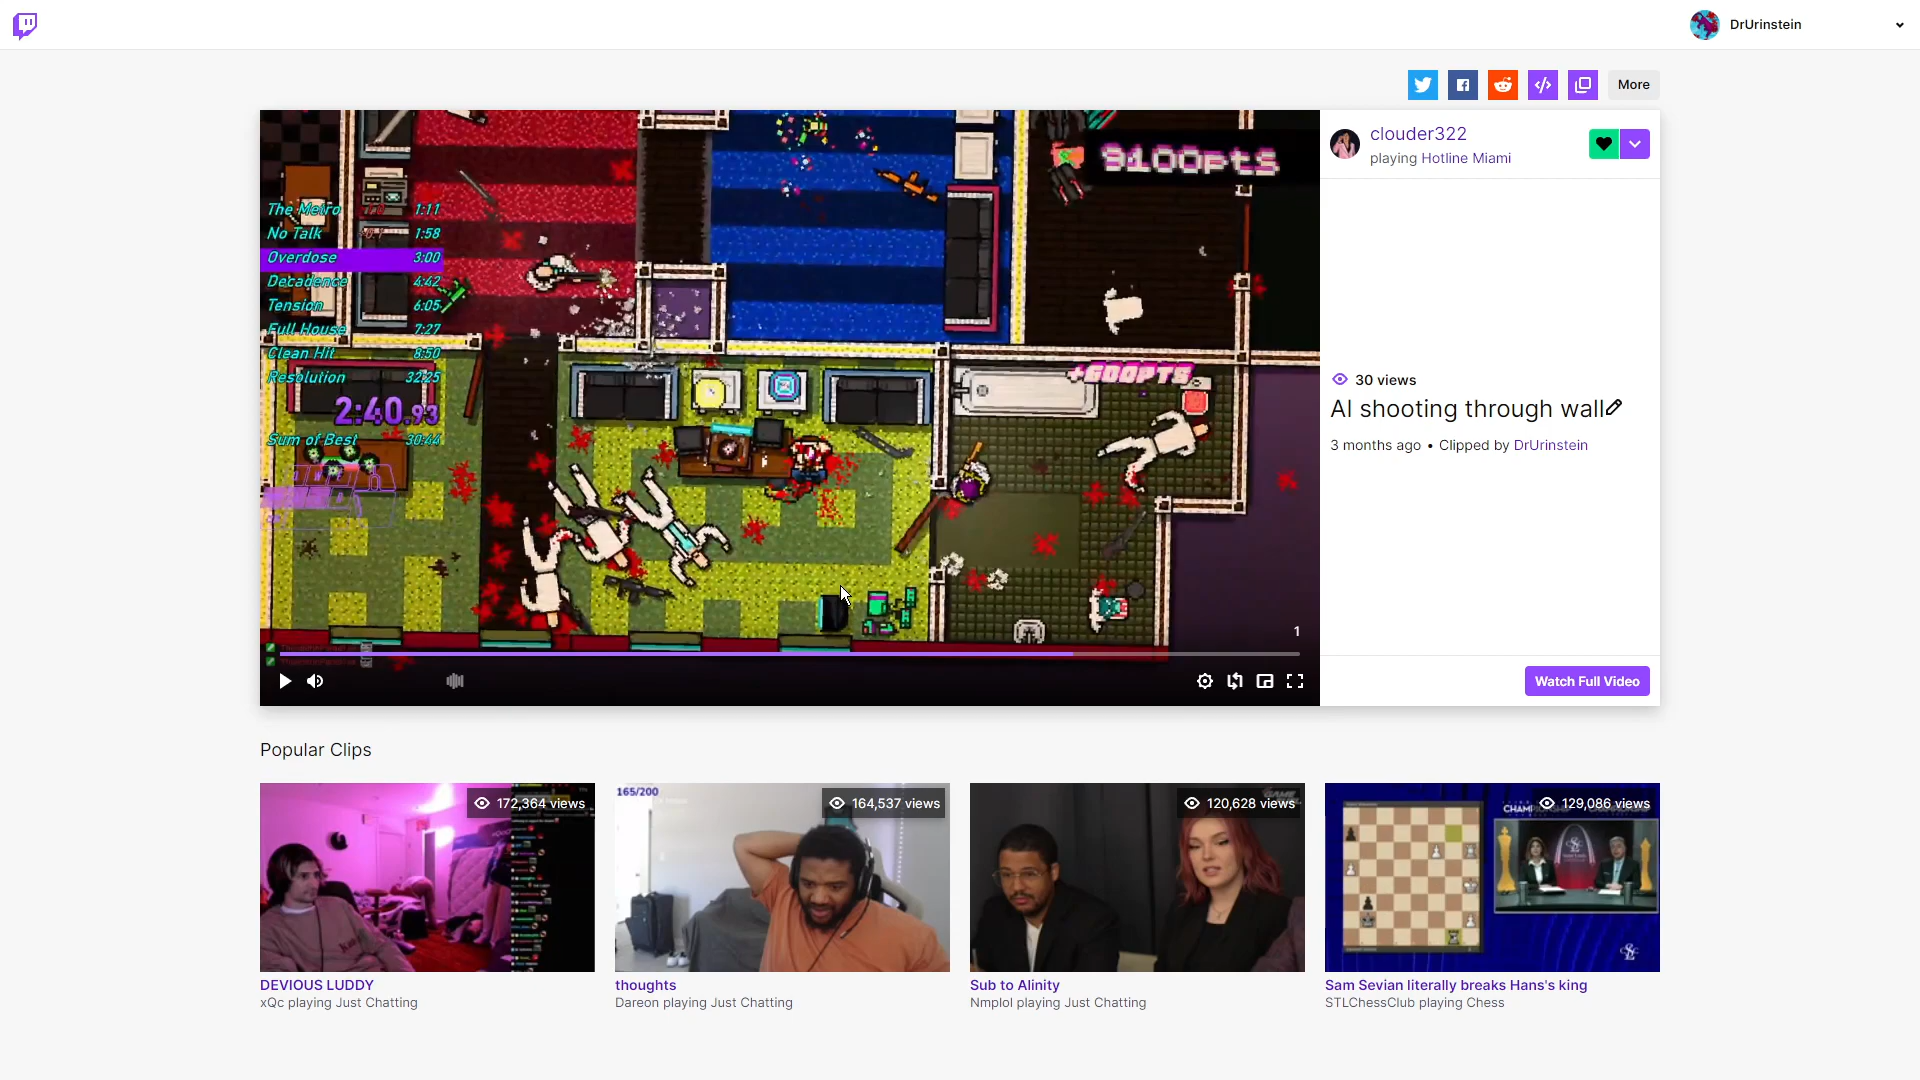 DrUrinstein
More
9100pts
clouder322
playing Hotline Miami
The Metro 1:11
No Talk 1:58
Overdose 3:00
Decadence 4:42
Tension 6:05
Full House 7:27
Clean Hit 8:50
Resolution 32:25
2:40.93
Sum of Best 30:44
+600PTS
30 views
AI shooting through wall
3 months ago • Clipped by DrUrinstein
1
Watch Full Video
Popular Clips
172,364 views
165/200
164,537 views
120,628 views
129,086 views
DEVIOUS LUDDY
xQc playing Just Chatting
thoughts
Dareon playing Just Chatting
Sub to Alinity
Nmplol playing Just Chatting
Sam Sevian literally breaks Hans's king
STLChessClub playing Chess